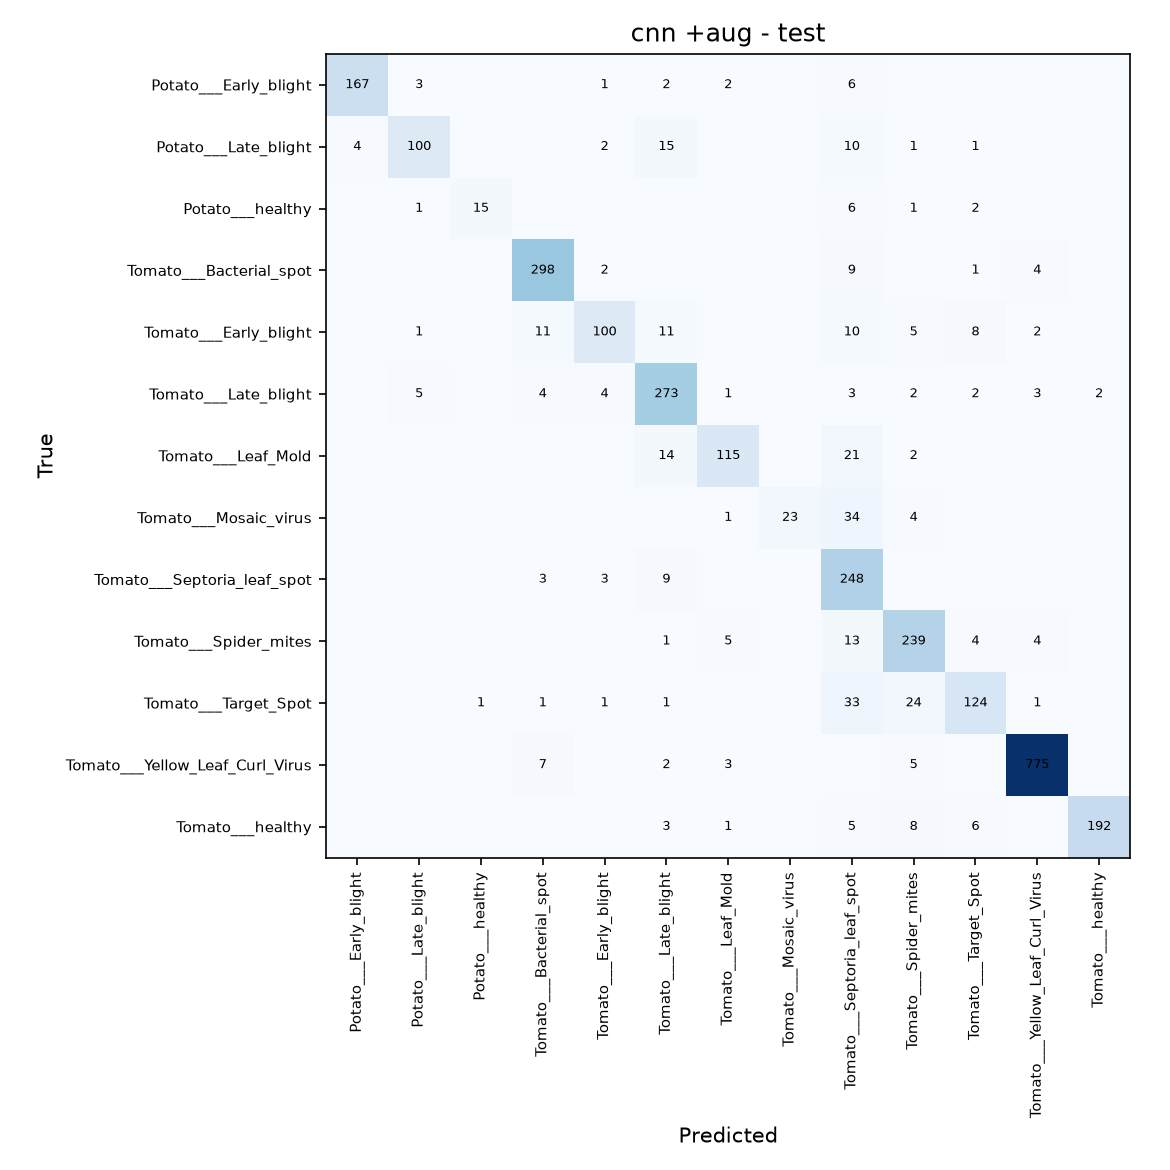 cnn +aug - test
Potato___Early_blight 167 3 1 2 2 6
Potato___Late_blight 4 100 2 15 10 1 1
Potato___healthy 1 15 6 1 2
Tomato___Bacterial_spot 298 2 9 1 4
Tomato___Early_blight 1 11 100 11 10 5 8 2
Tomato___Late_blight 5 4 4 273 1 3 2 2 3 2
Tomato___Leaf_Mold 14 115 21 2
Tomato___Mosaic_virus 1 23 34 4
Tomato___Septoria_leaf_spot 3 3 9 248
Tomato___Spider_mites 1 5 13 239 4 4
Tomato___Target_Spot 1 1 1 1 33 24 124 1
Tomato___Yellow_Leaf_Curl_Virus 7 2 3 5 775
Tomato___healthy 3 1 5 8 6 192
True
Potato___Early_blight
Potato___Late_blight
Potato___healthy
Tomato___Bacterial_spot
Tomato___Early_blight
Tomato___Late_blight
Tomato___Leaf_Mold
Tomato___Mosaic_virus
Tomato___Septoria_leaf_spot
Tomato___Spider_mites
Tomato___Target_Spot
Tomato___Yellow_Leaf_Curl_Virus
Tomato___healthy
Predicted